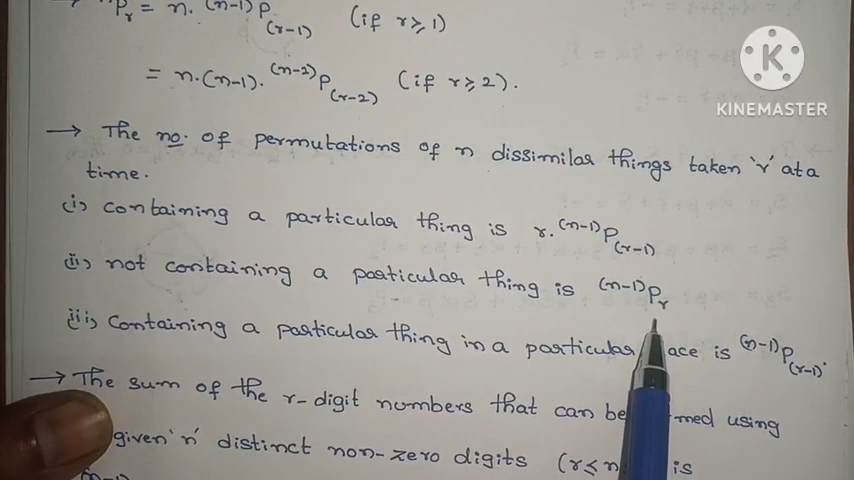 → ⁿPᵣ = n. ⁽ⁿ⁻¹⁾P₍ᵣ₋₁₎ (if r ≥ 1)
= n.(n-1). ⁽ⁿ⁻²⁾P₍ᵣ₋₂₎ (if r ≥ 2).
KINEMASTER
→ The no. of permutations of n dissimilar things taken 'r' at a
time.
(i) containing a particular thing is r. ⁽ⁿ⁻¹⁾P₍ᵣ₋₁₎
(ii) not containing a particular thing is ⁽ⁿ⁻¹⁾Pᵣ
(iii) Containing a particular thing in a particular is ⁽ⁿ⁻¹⁾P₍ᵣ₋₁₎.
→ The sum of the r-digit numbers that can be using
given 'n' distinct non-zero digits (r ≤ n is